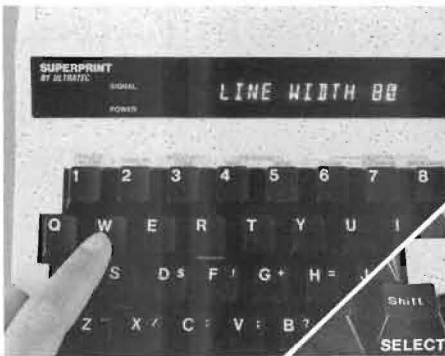 SUPERPRINT
BY ULTRATEC
SIGNAL
POWER
LINE WIDTH 80
1 2 3 4 5 6 7 8
Q W E R T Y U I
S D $ F ! G + H = J
Z X / C : V ; B ?
Shift
SELECT